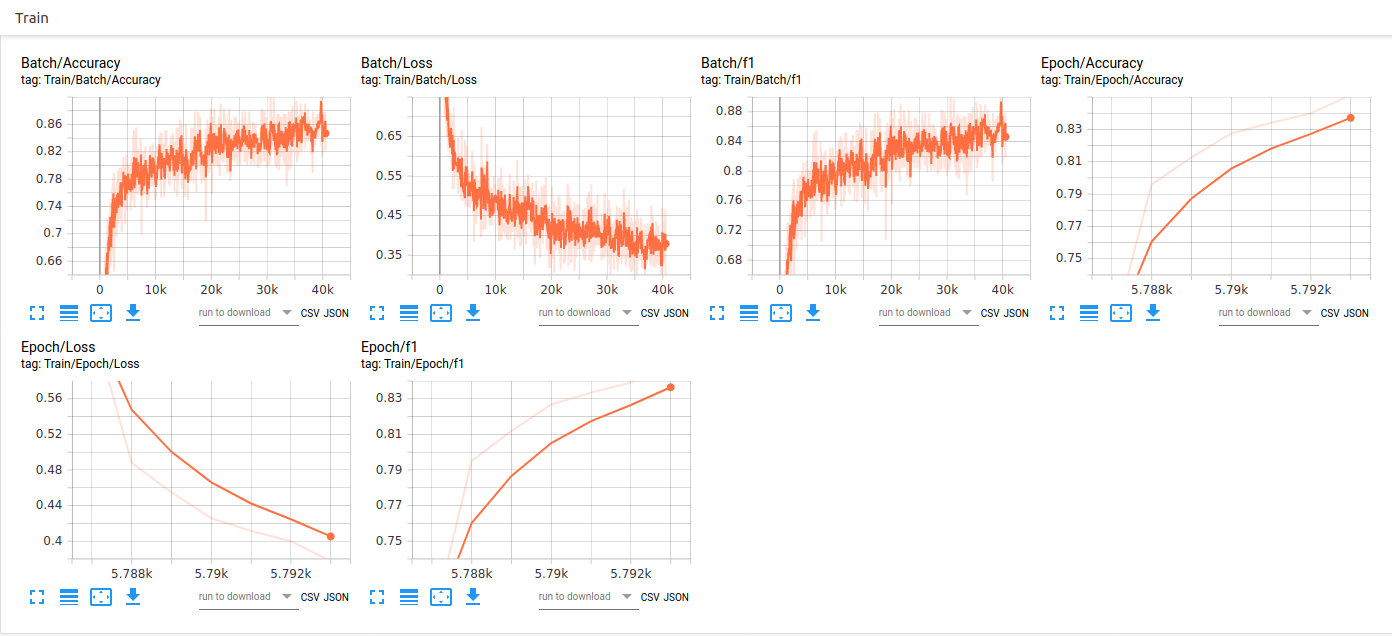 Train
Batch/Accuracy
tag: Train/Batch/Accuracy
0.86
0.82
0.78
0.74
0.7
0.66
0 10k 20k 30k 40k
run to download CSV JSON
Batch/Loss
tag: Train/Batch/Loss
0.65
0.55
0.45
0.35
0 10k 20k 30k 40k
run to download CSV JSON
Batch/f1
tag: Train/Batch/f1
0.88
0.84
0.8
0.76
0.72
0.68
0 10k 20k 30k 40k
run to download CSV JSON
Epoch/Accuracy
tag: Train/Epoch/Accuracy
0.83
0.81
0.79
0.77
0.75
5.788k 5.79k 5.792k
run to download CSV JSON
Epoch/Loss
tag: Train/Epoch/Loss
0.56
0.52
0.48
0.44
0.4
5.788k 5.79k 5.792k
run to download CSV JSON
Epoch/f1
tag: Train/Epoch/f1
0.83
0.81
0.79
0.77
0.75
5.788k 5.79k 5.792k
run to download CSV JSON